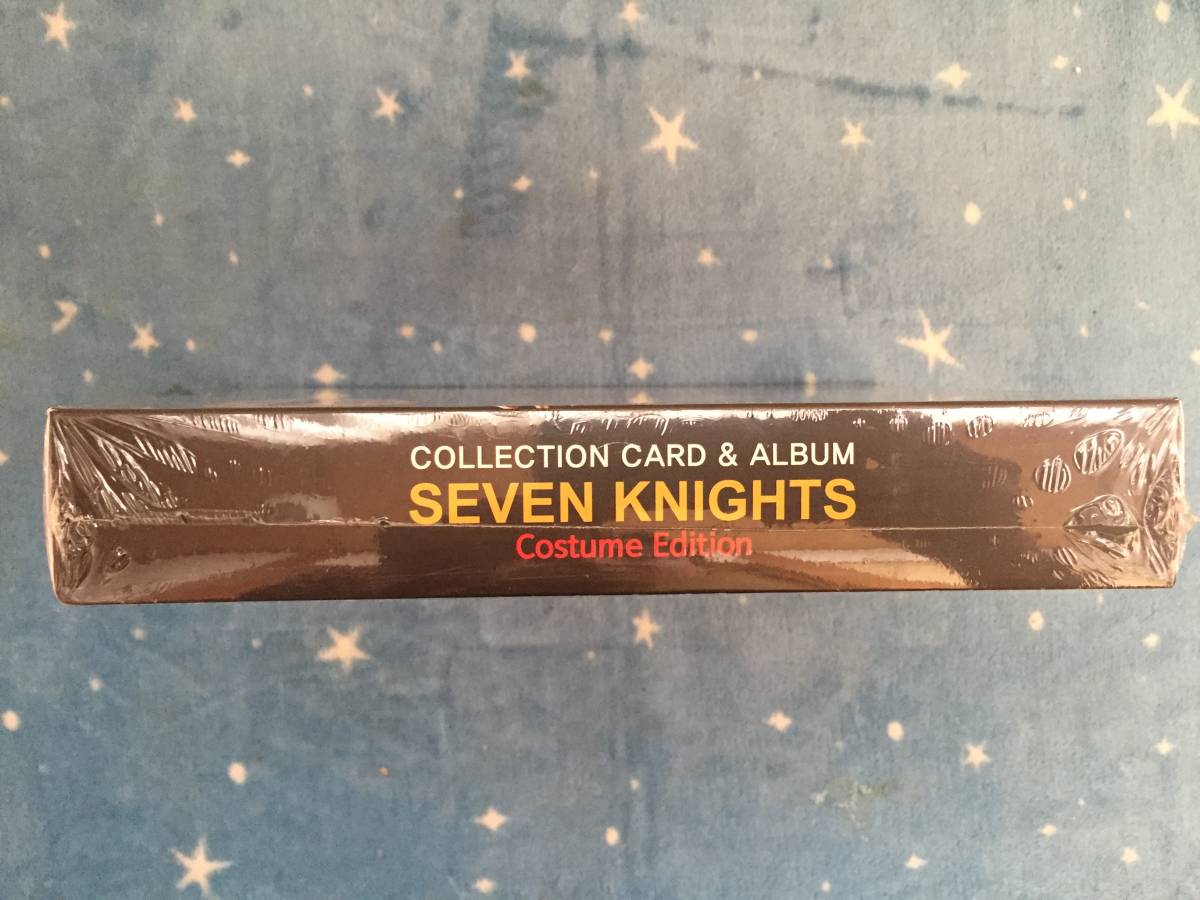 COLLECTION CARD & ALBUM
SEVEN KNIGHTS
Costume Edition